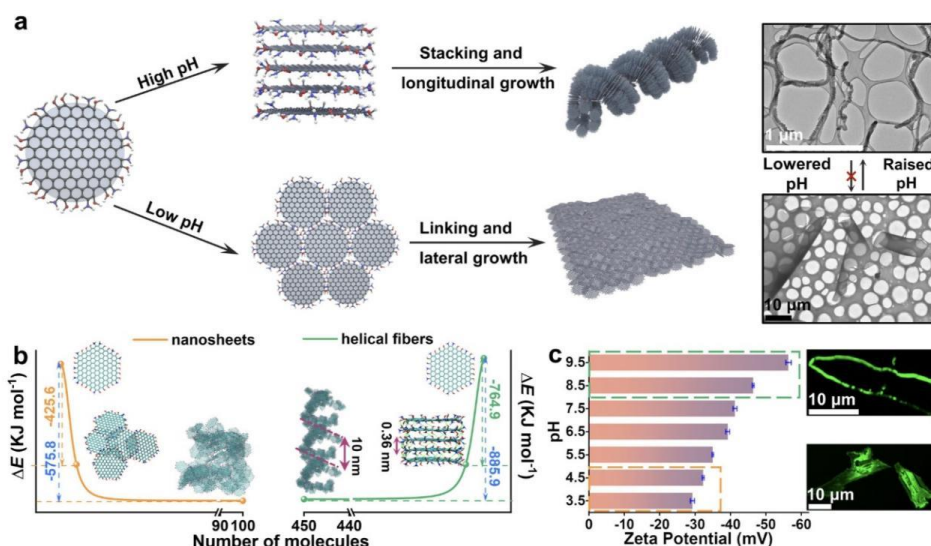 a
High pH
Low pH
Stacking and
longitudinal growth
Linking and
lateral growth
1 μm
Lowered
pH
Raised
pH
10 μm
b
nanosheets
helical fibers
ΔE (KJ mol⁻¹)
-425.6
-575.8
10 nm
0.36 nm
-764.9
-885.9
ΔE (KJ mol⁻¹)
90 100
450
440
Number of molecules
c
pH
9.5
8.5
7.5
6.5
5.5
4.5
3.5
0 -10 -20 -30 -40 -50 -60
Zeta Potential (mV)
10 μm
10 μm